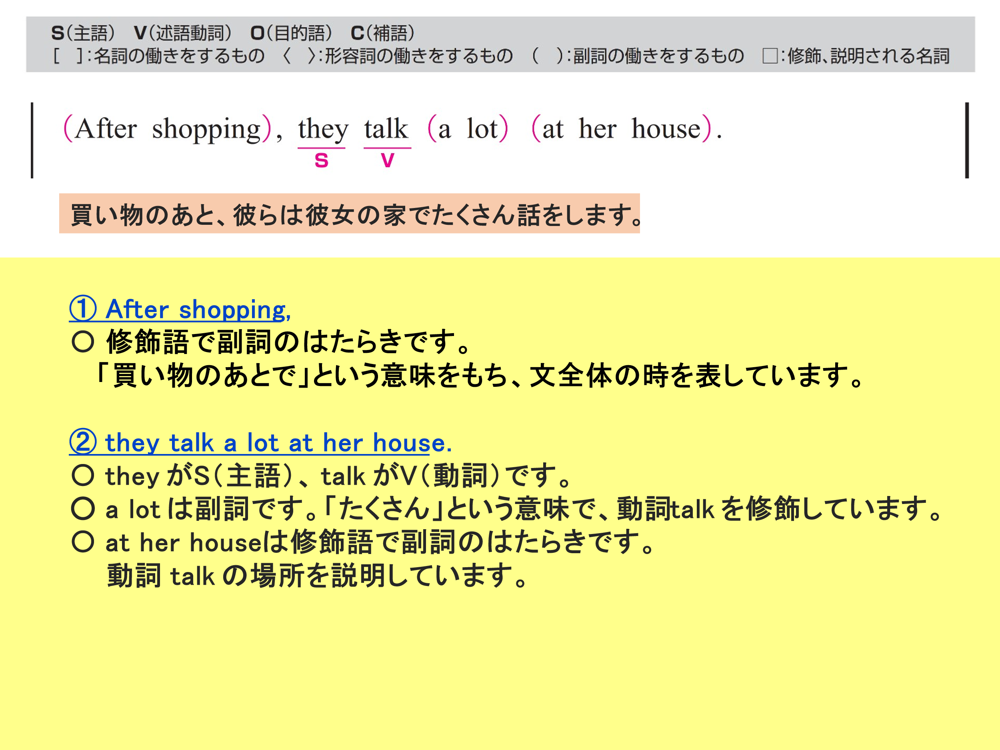 S(主語) V(述語動詞) O(目的語) C(補語)
[ ]:名詞の働きをするもの 〈 〉:形容詞の働きをするもの ( ):副詞の働きをするもの □:修飾、説明される名詞
(After shopping), they talk (a lot) (at her house).
S V
買い物のあと、彼らは彼女の家でたくさん話をします。
① After shopping,
○ 修飾語で副詞のはたらきです。
「買い物のあとで」という意味をもち、文全体の時を表しています。
② they talk a lot at her house.
○ they がS(主語)、talk がV(動詞)です。
○ a lot は副詞です。「たくさん」という意味で、動詞talk を修飾しています。
○ at her houseは修飾語で副詞のはたらきです。
動詞 talk の場所を説明しています。